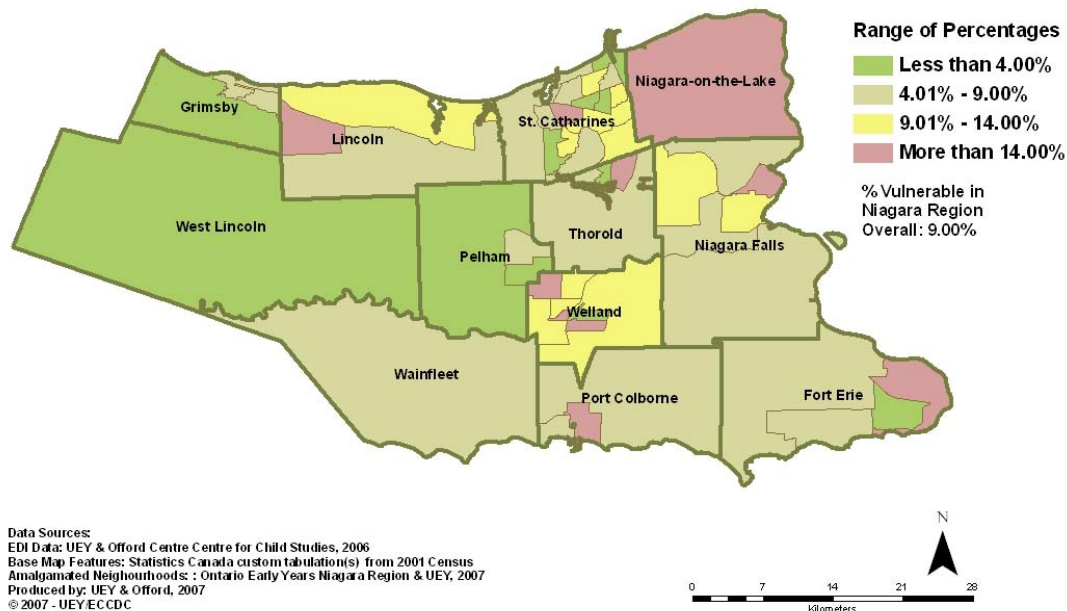 Range of Percentages
Less than 4.00%
4.01% - 9.00%
9.01% - 14.00%
More than 14.00%
% Vulnerable in
Niagara Region
Overall: 9.00%
Grimsby
Lincoln
St. Catharines
Niagara-on-the-Lake
West Lincoln
Pelham
Thorold
Niagara Falls
Welland
Wainfleet
Port Colborne
Fort Erie
Data Sources:
EDI Data: UEY & Offord Centre Centre for Child Studies, 2006
Base Map Features: Statistics Canada custom tabulation(s) from 2001 Census
Amalgamated Neighourhoods: : Ontario Early Years Niagara Region & UEY, 2007
Produced by: UEY & Offord, 2007
© 2007 - UEY/ECCDC
N
0 7 14 21 28
Kilometers